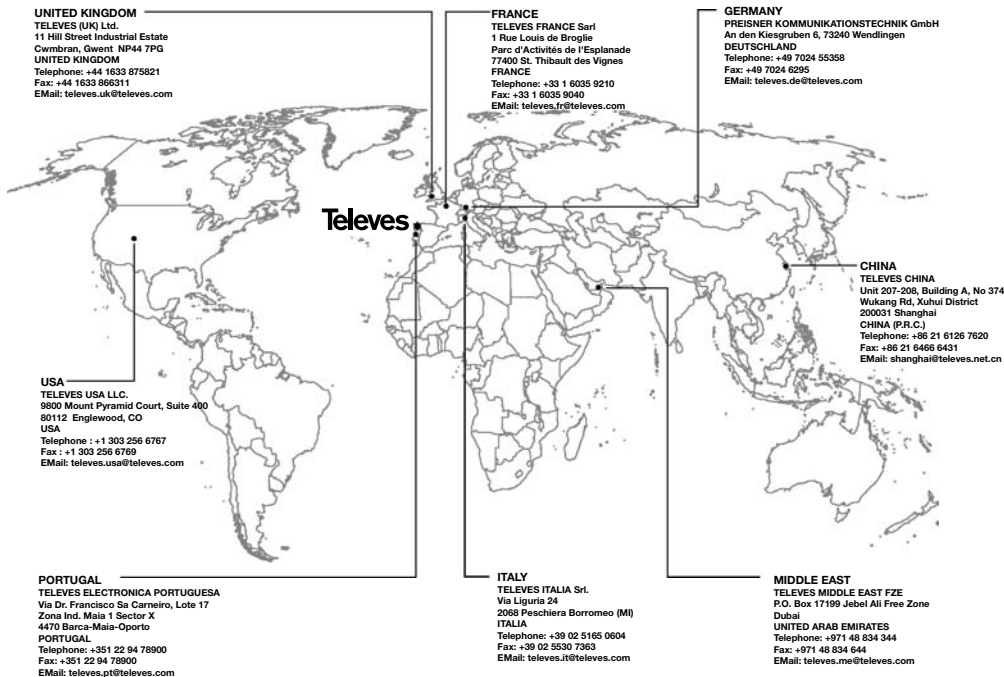 UNITED KINGDOM
TELEVES (UK) Ltd.
11 Hill Street Industrial Estate
Cwmbran, Gwent NP44 7PG
UNITED KINGDOM
Telephone: +44 1633 875821
Fax: +44 1633 866311
EMail: televes.uk@televes.com
FRANCE
TELEVES FRANCE Sarl
1 Rue Louis de Broglie
Parc d'Activités de l'Esplanade
77400 St. Thibault des Vignes
FRANCE
Telephone: +33 1 6035 9210
Fax: +33 1 6035 9040
EMail: televes.fr@televes.com
GERMANY
PREISNER KOMMUNIKATIONSTECHNIK GmbH
An den Kiesgruben 6, 73240 Wendlingen
DEUTSCHLAND
Telephone: +49 7024 55358
Fax: +49 7024 6295
EMail: televes.de@televes.com
Televes
CHINA
TELEVES CHINA
Unit 207-208, Building A, No 374
Wukang Rd, Xuhui District
200031 Shanghai
CHINA (P.R.C.)
Telephone: +86 21 6126 7620
Fax: +86 21 6466 6431
EMail: shanghai@televes.net.cn
USA
TELEVES USA LLC.
9800 Mount Pyramid Court, Suite 400
80112 Englewood, CO
USA
Telephone : +1 303 256 6767
Fax : +1 303 256 6769
EMail: televes.usa@televes.com
PORTUGAL
TELEVES ELECTRONICA PORTUGUESA
Via Dr. Francisco Sa Carneiro, Lote 17
Zona Ind. Maia 1 Sector X
4470 Barca-Maia-Oporto
PORTUGAL
Telephone: +351 22 94 78900
Fax: +351 22 94 78900
EMail: televes.pt@televes.com
ITALY
TELEVES ITALIA Srl.
Via Liguria 24
2068 Peschiera Borromeo (MI)
ITALIA
Telephone: +39 02 5165 0604
Fax: +39 02 5530 7363
EMail: televes.it@televes.com
MIDDLE EAST
TELEVES MIDDLE EAST FZE
P.O. Box 17199 Jebel Ali Free Zone
Dubai
UNITED ARAB EMIRATES
Telephone: +971 48 834 344
Fax: +971 48 834 644
EMail: televes.me@televes.com